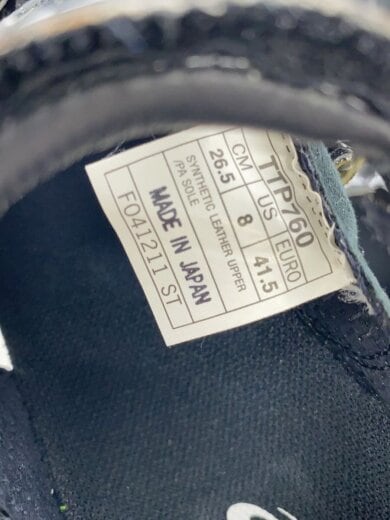 TTP760
CM US EURO
26.5 8 41.5
SYNTHETIC LEATHER UPPER
/PA SOLE
MADE IN JAPAN
FO41211 ST